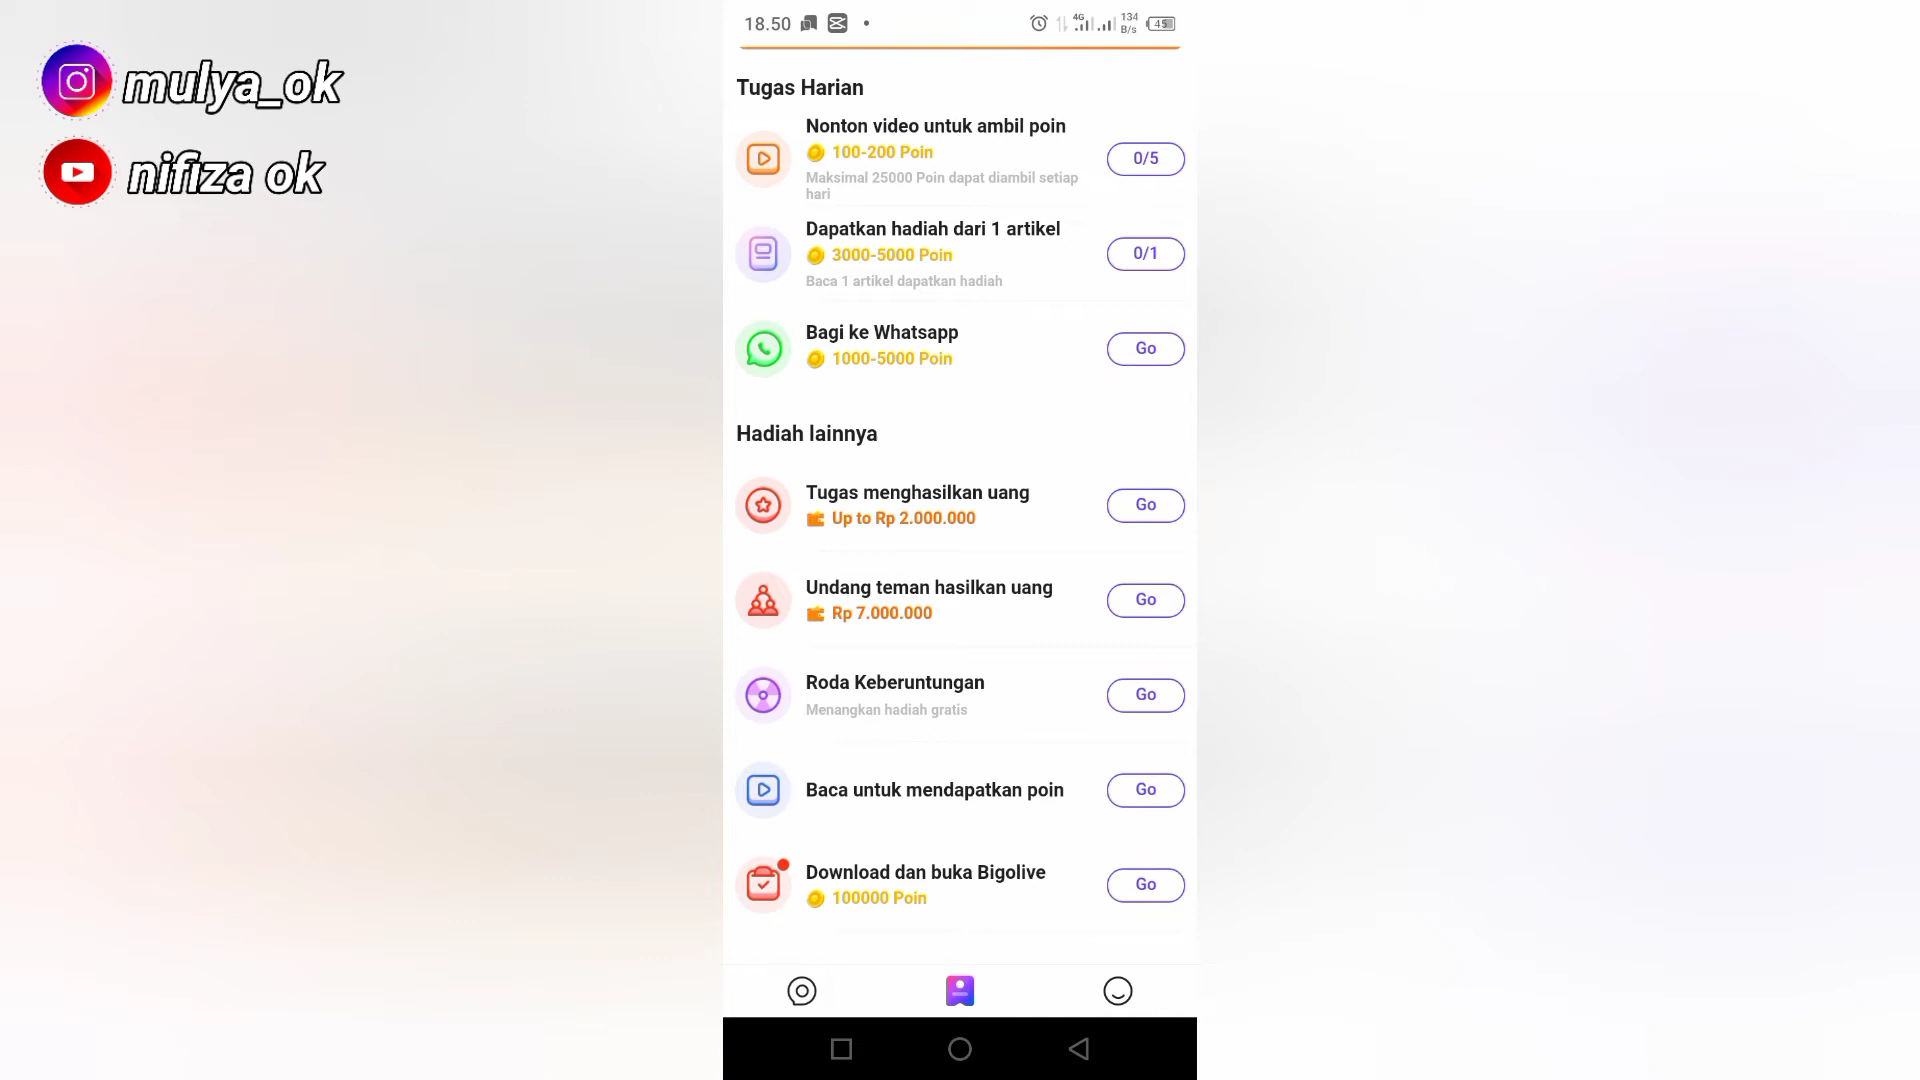 mulya_ok
nifiza ok
18.50
4G
134
B/s
45
Tugas Harian
Nonton video untuk ambil poin
100-200 Poin
Maksimal 25000 Poin dapat diambil setiap
hari
0/5
Dapatkan hadiah dari 1 artikel
3000-5000 Poin
Baca 1 artikel dapatkan hadiah
0/1
Bagi ke Whatsapp
1000-5000 Poin
Go
Hadiah lainnya
Tugas menghasilkan uang
Up to Rp 2.000.000
Go
Undang teman hasilkan uang
Rp 7.000.000
Go
Roda Keberuntungan
Menangkan hadiah gratis
Go
Baca untuk mendapatkan poin
Go
Download dan buka Bigolive
100000 Poin
Go